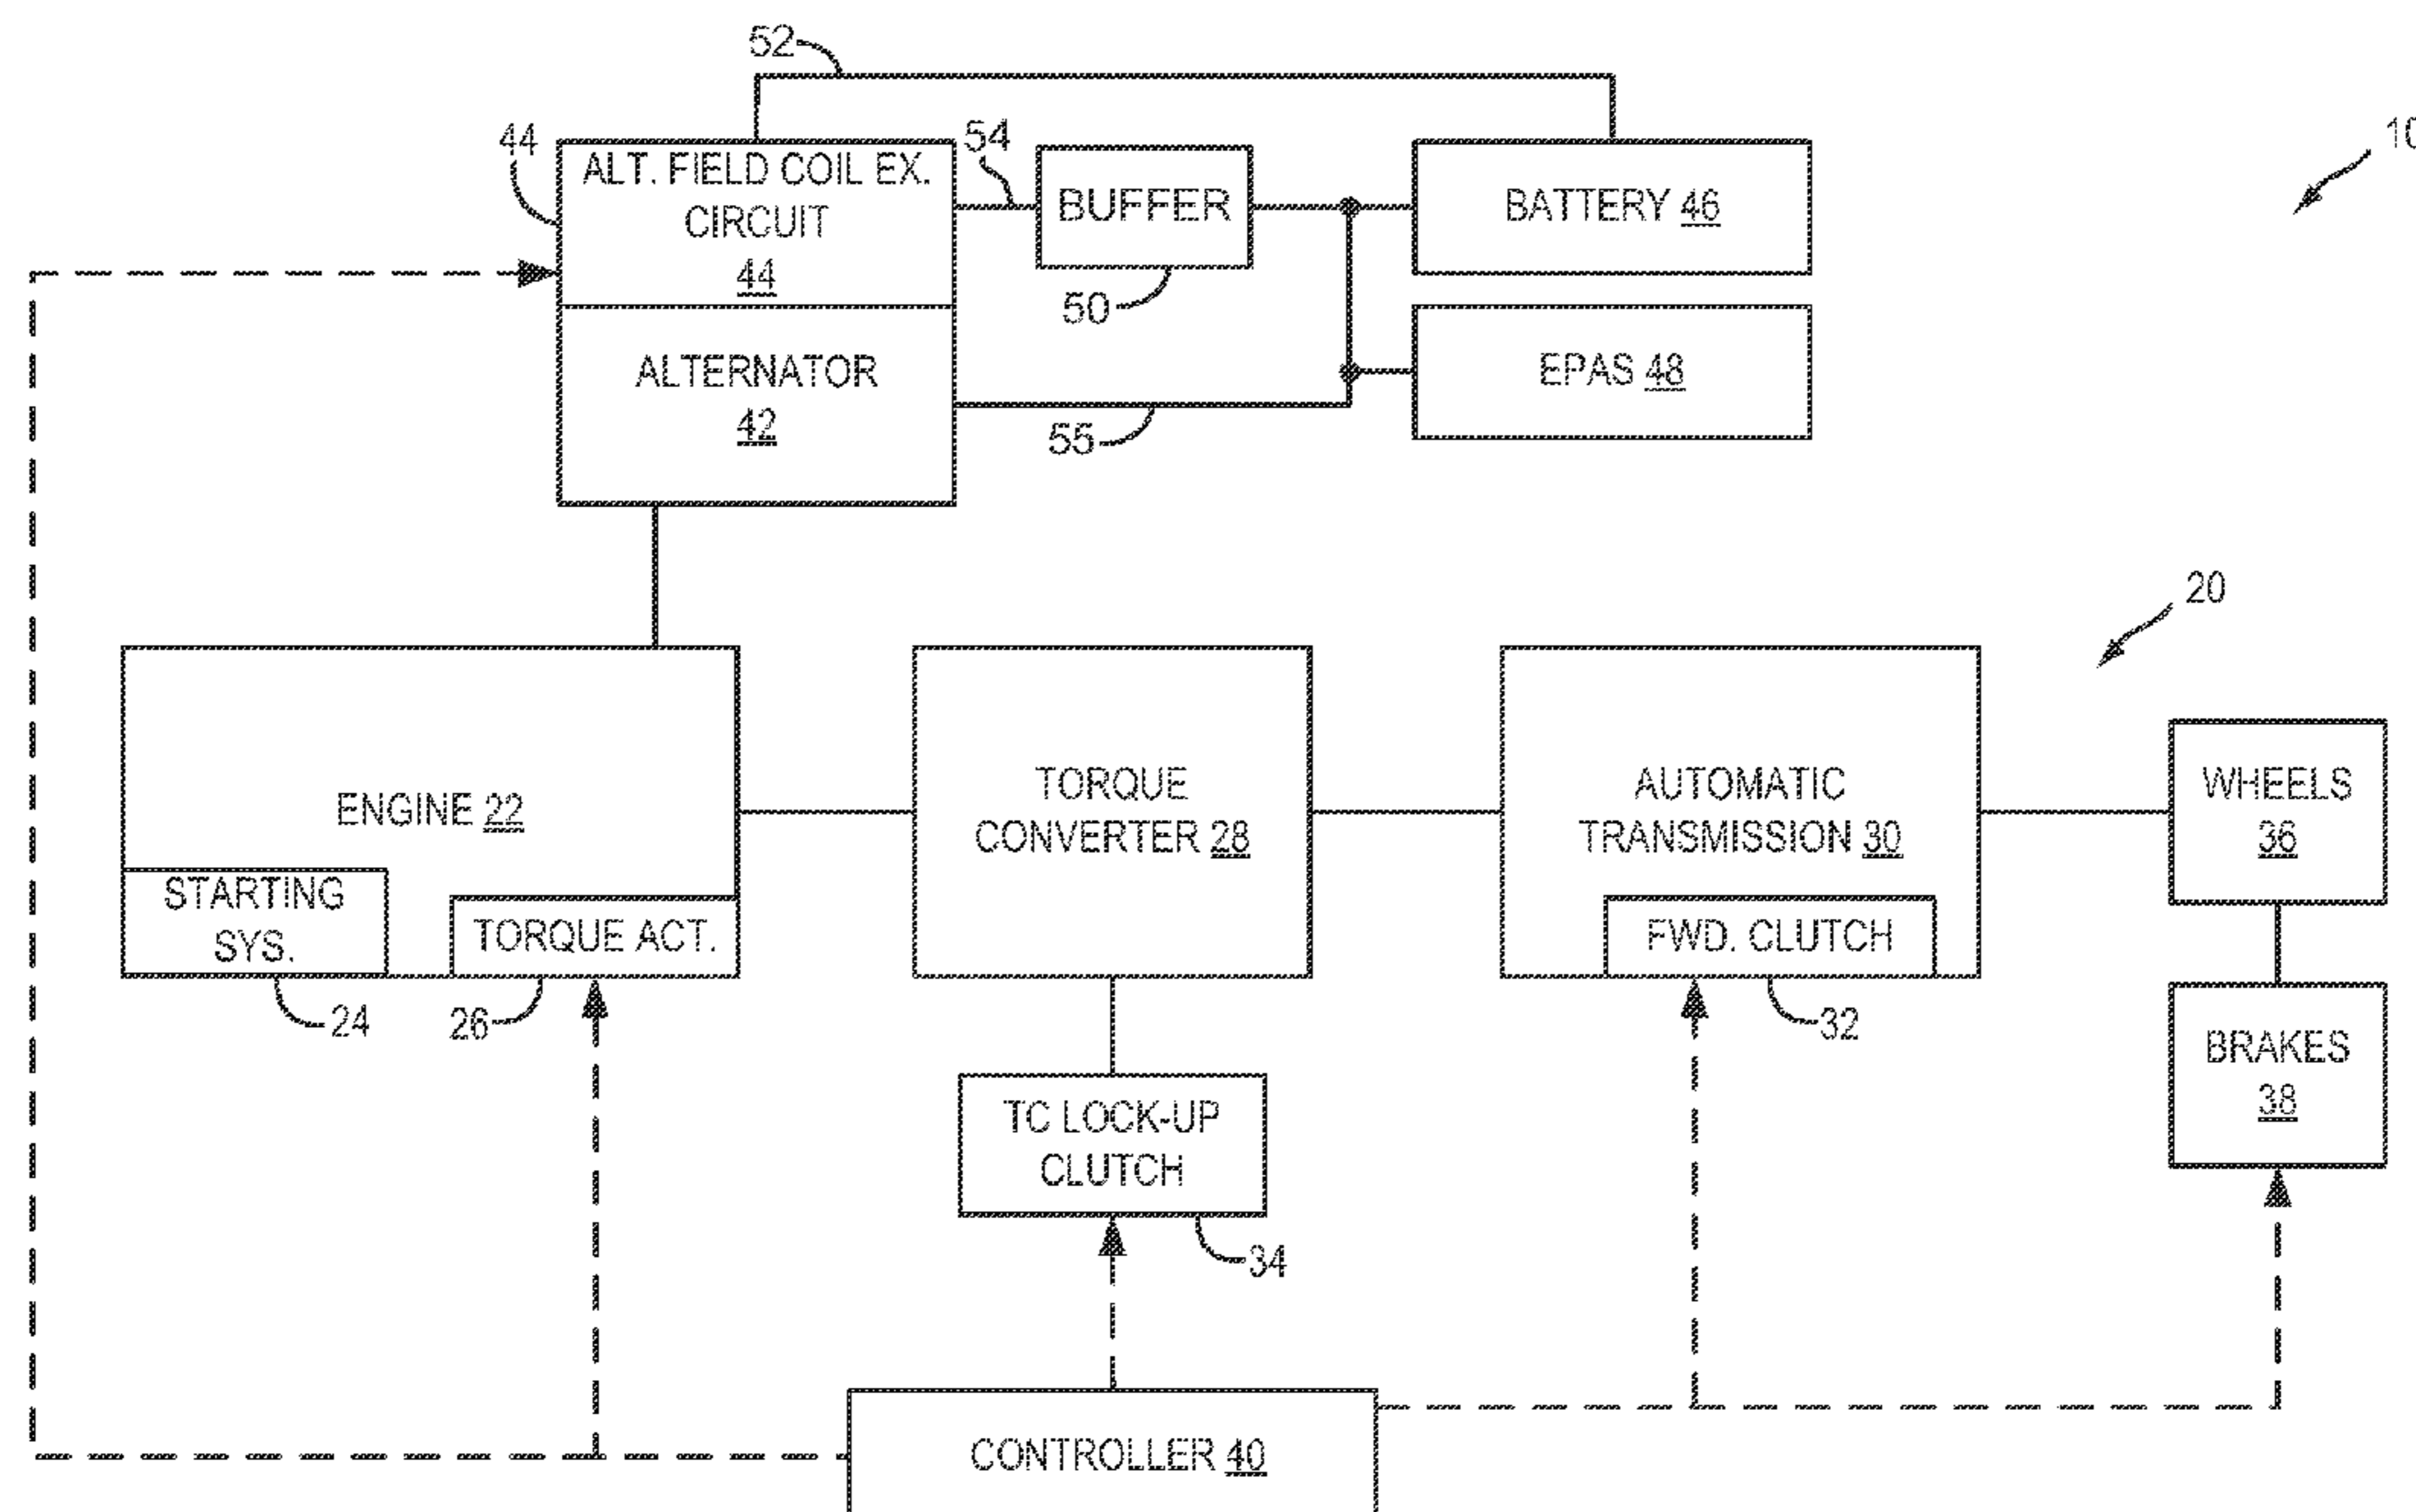 52
10
44
54
ALT. FIELD COIL EX.
CIRCUIT
44
BUFFER
50
BATTERY 46
ALTERNATOR
42
EPAS 48
55
20
ENGINE 22
STARTING
SYS.
24
TORQUE ACT.
26
TORQUE
CONVERTER 28
AUTOMATIC
TRANSMISSION 30
FWD. CLUTCH
32
WHEELS
36
BRAKES
38
TC LOCK-UP
CLUTCH
34
CONTROLLER 40